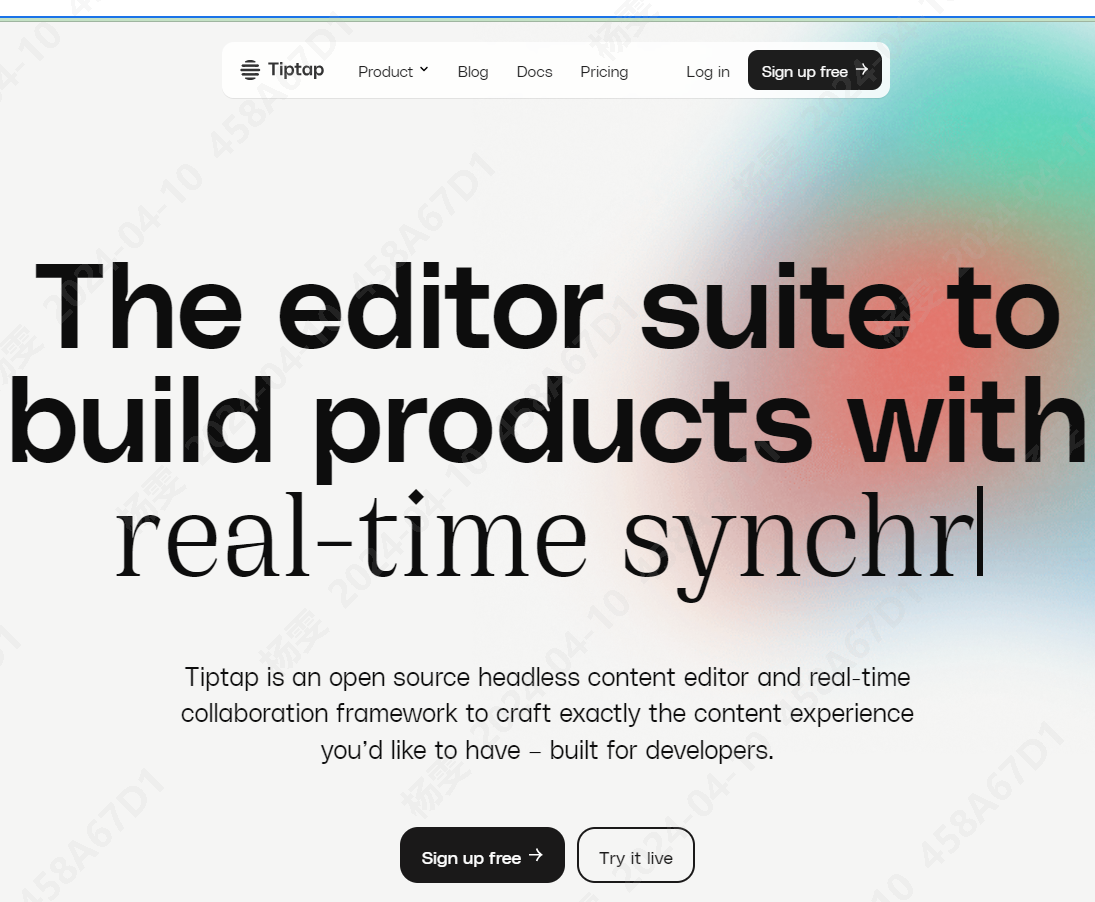 Tiptap Product Blog Docs Pricing Log in Sign up free →
The editor suite to
build products with
real-time synchr
Tiptap is an open source headless content editor and real-time
collaboration framework to craft exactly the content experience
you’d like to have – built for developers.
Sign up free → Try it live
杨雯 2024-04-10 458A67D1